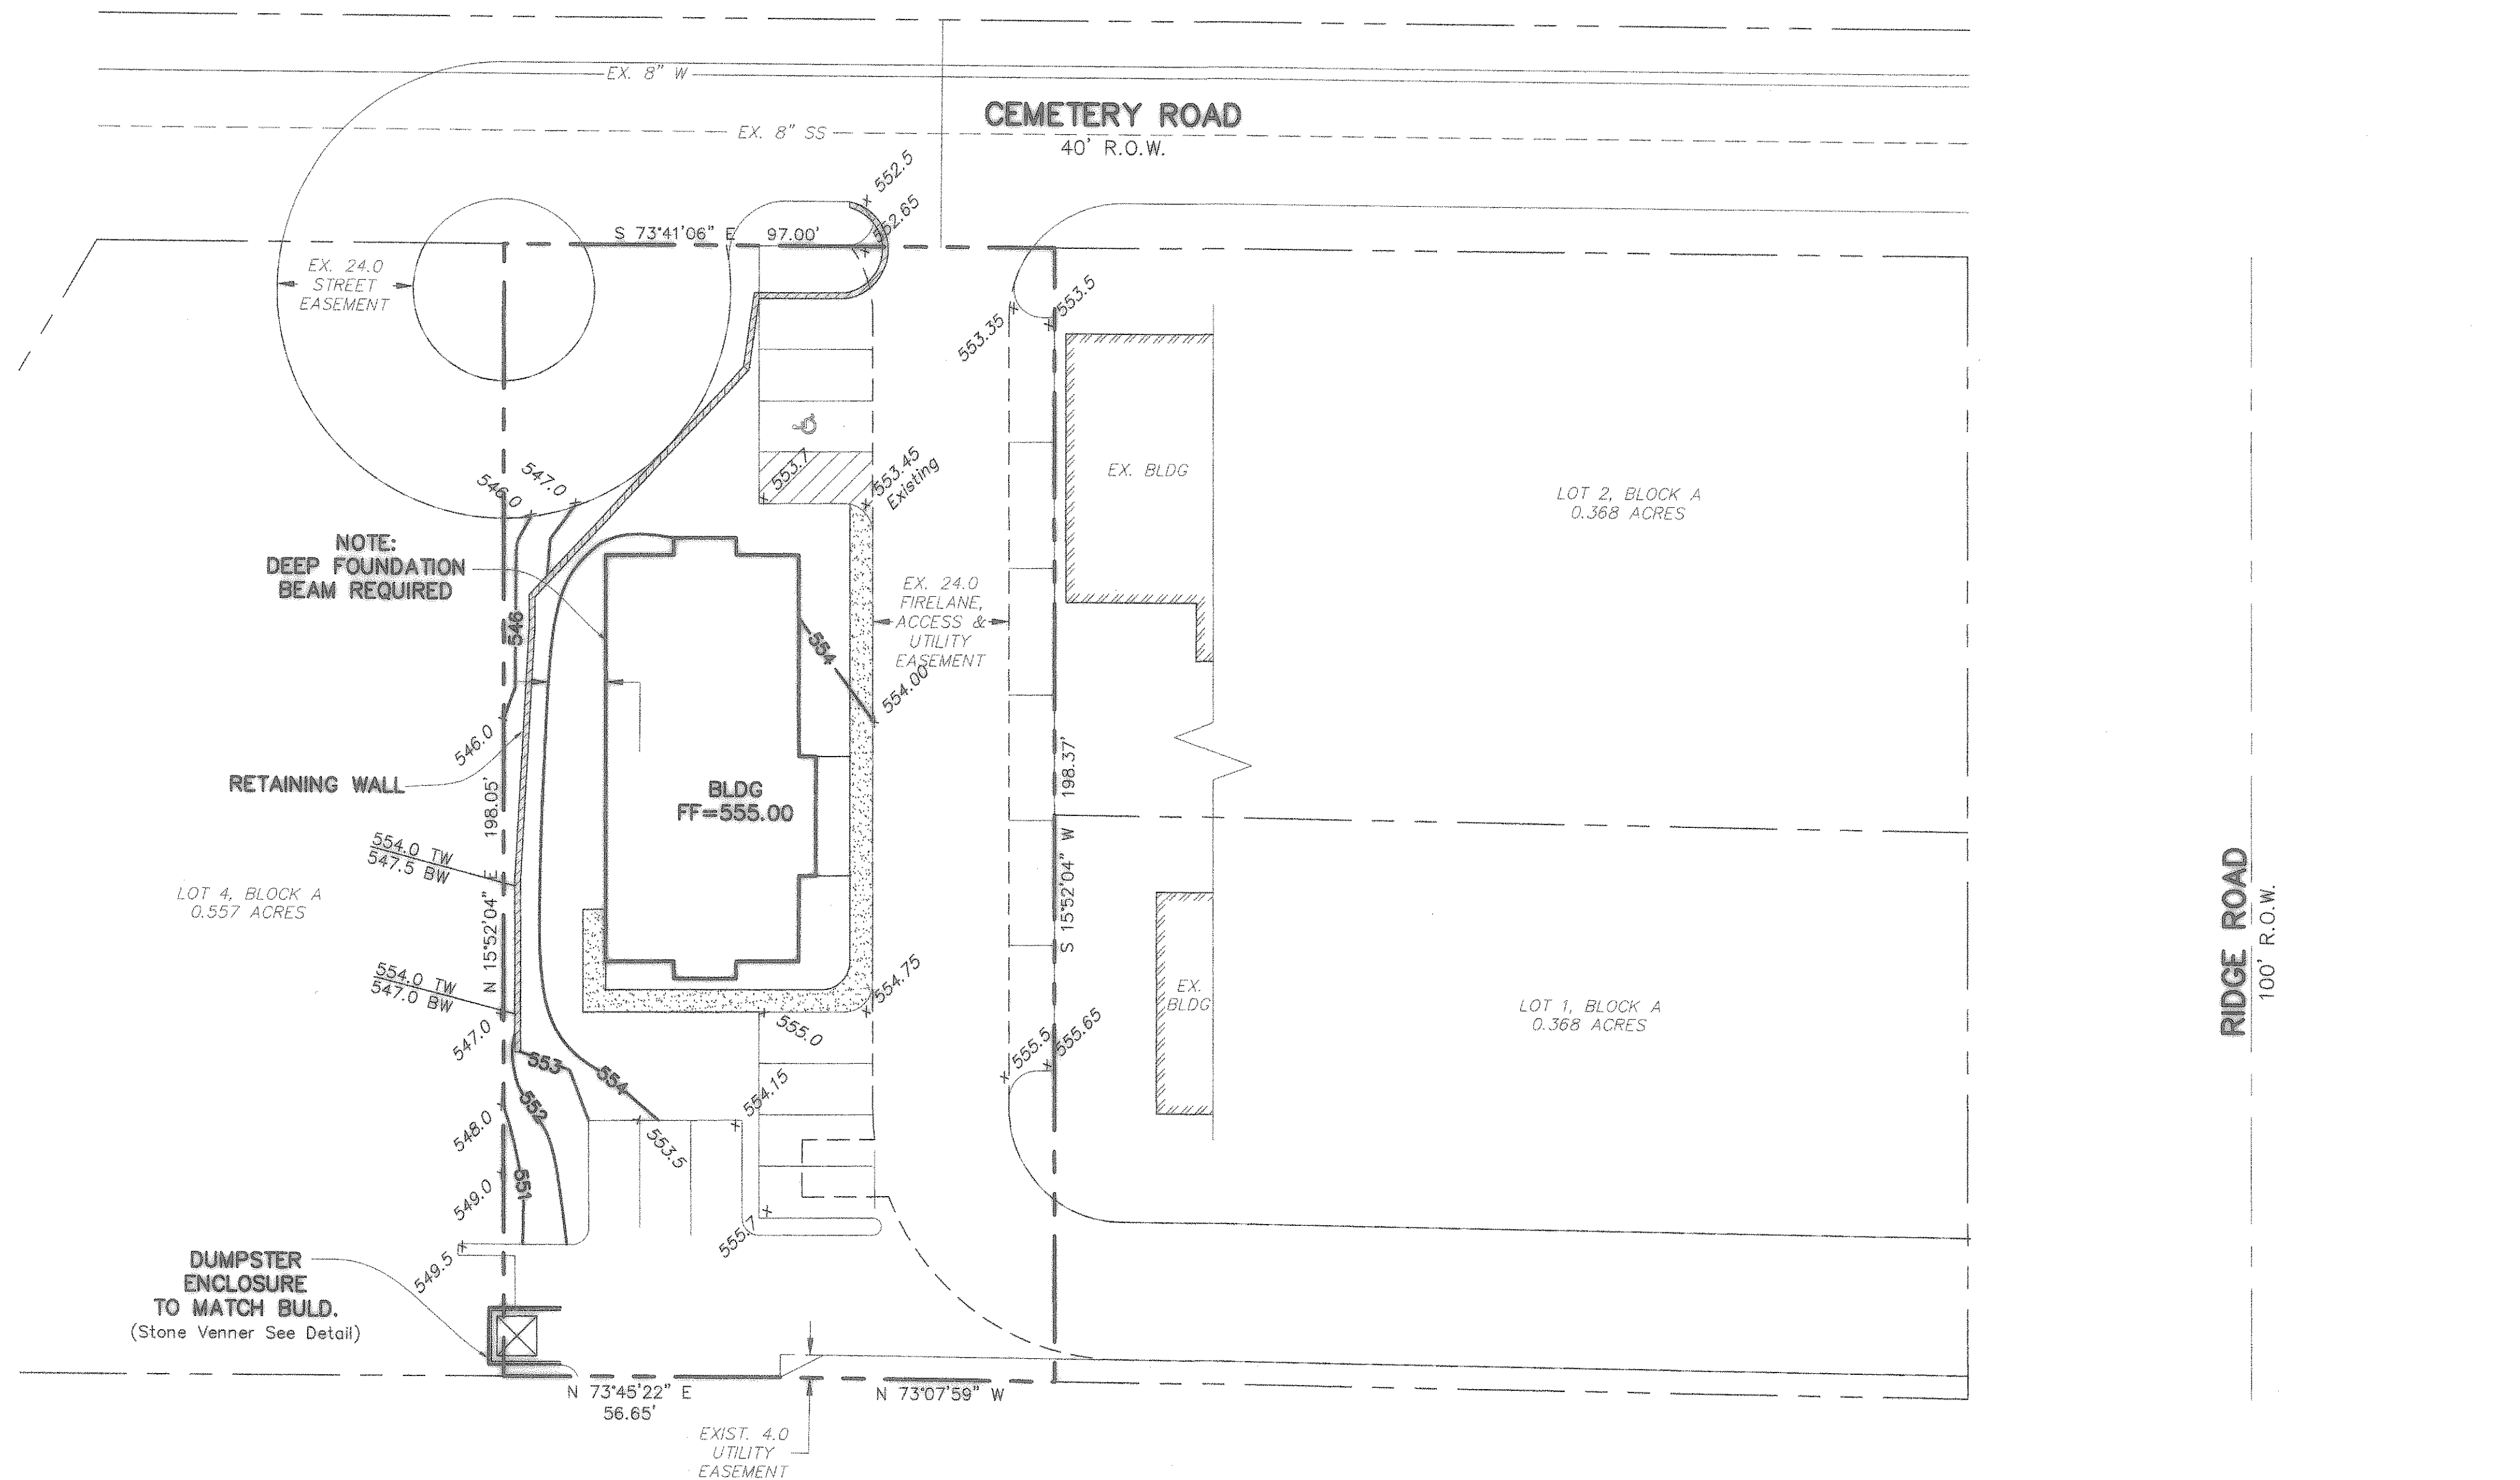 EX. 8" W
CEMETERY ROAD
EX. 8" SS
40' R.O.W.
552.5
552.65
S 73°41'06" E 97.00'
EX. 24.0
STREET
EASEMENT
553.5
553.35
547.0
546.0
553.7
553.45
Existing
EX. BLDG
LOT 2, BLOCK A
0.368 ACRES
NOTE:
DEEP FOUNDATION
BEAM REQUIRED
546
554
EX. 24.0
FIRELANE,
ACCESS &
UTILITY
EASEMENT
554.00
546.0
RETAINING WALL
BLDG
FF=555.00
N 15°52'04" E 198.05'
S 15°52'04" W 198.37'
554.0 TW
547.5 BW
LOT 4, BLOCK A
0.557 ACRES
554.0 TW
547.0 BW
547.0
554.75
555.0
EX.
BLDG
LOT 1, BLOCK A
0.368 ACRES
RIDGE ROAD
100' R.O.W.
555.5
555.65
553
554
552
554.15
553.5
548.0
549.0
551
555.7
549.5
DUMPSTER
ENCLOSURE
TO MATCH BULD.
(Stone Venner See Detail)
N 73°45'22" E
56.65'
N 73°07'59" W
EXIST. 4.0
UTILITY
EASEMENT